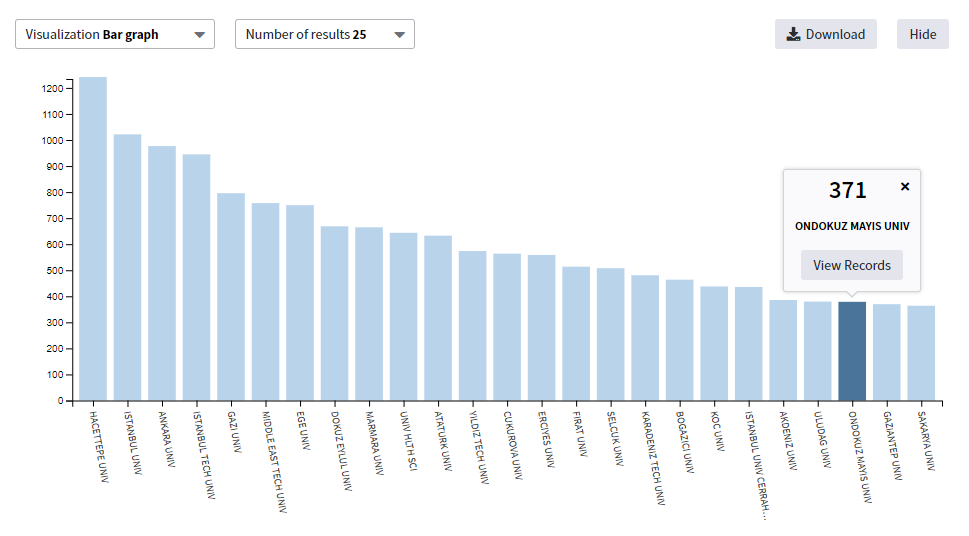 Visualization Bar graph
Number of results 25
Download
Hide
1200
1100
1000
900
800
700
600
500
400
300
200
100
0
371
×
ONDOKUZ MAYIS UNIV
View Records
HACETTEPE UNIV
ISTANBUL UNIV
ANKARA UNIV
ISTANBUL TECH UNIV
GAZI UNIV
MIDDLE EAST TECH UNIV
EGE UNIV
DOKUZ EYLUL UNIV
MARMARA UNIV
UNIV HLTH SCI
ATATURK UNIV
YILDIZ TECH UNIV
CUKUROVA UNIV
ERCIYES UNIV
FIRAT UNIV
SELCUK UNIV
KARADENIZ TECH UNIV
BOGAZICI UNIV
KOC UNIV
ISTANBUL UNIV CERRAH...
AKDENIZ UNIV
ULUDAG UNIV
ONDOKUZ MAYIS UNIV
GAZIANTEP UNIV
SAKARYA UNIV